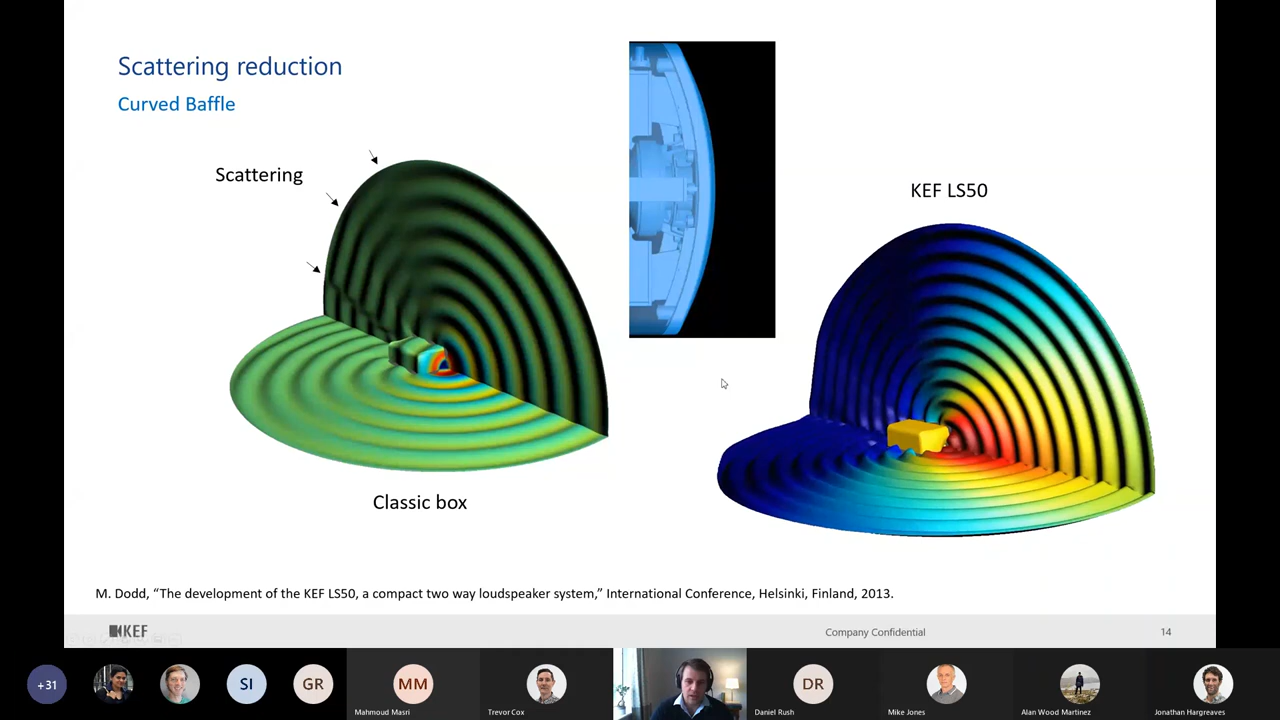 Scattering reduction
Curved Baffle
Scattering
KEF LS50
Classic box
M. Dodd, “The development of the KEF LS50, a compact two way loudspeaker system,” International Conference, Helsinki, Finland, 2013.
KEF
Company Confidential
14
+31
SI
GR
MM
Mahmoud Masri
Trevor Cox
DR
Daniel Rush
Mike Jones
Alan Wood Martinez
Jonathan Hargreaves